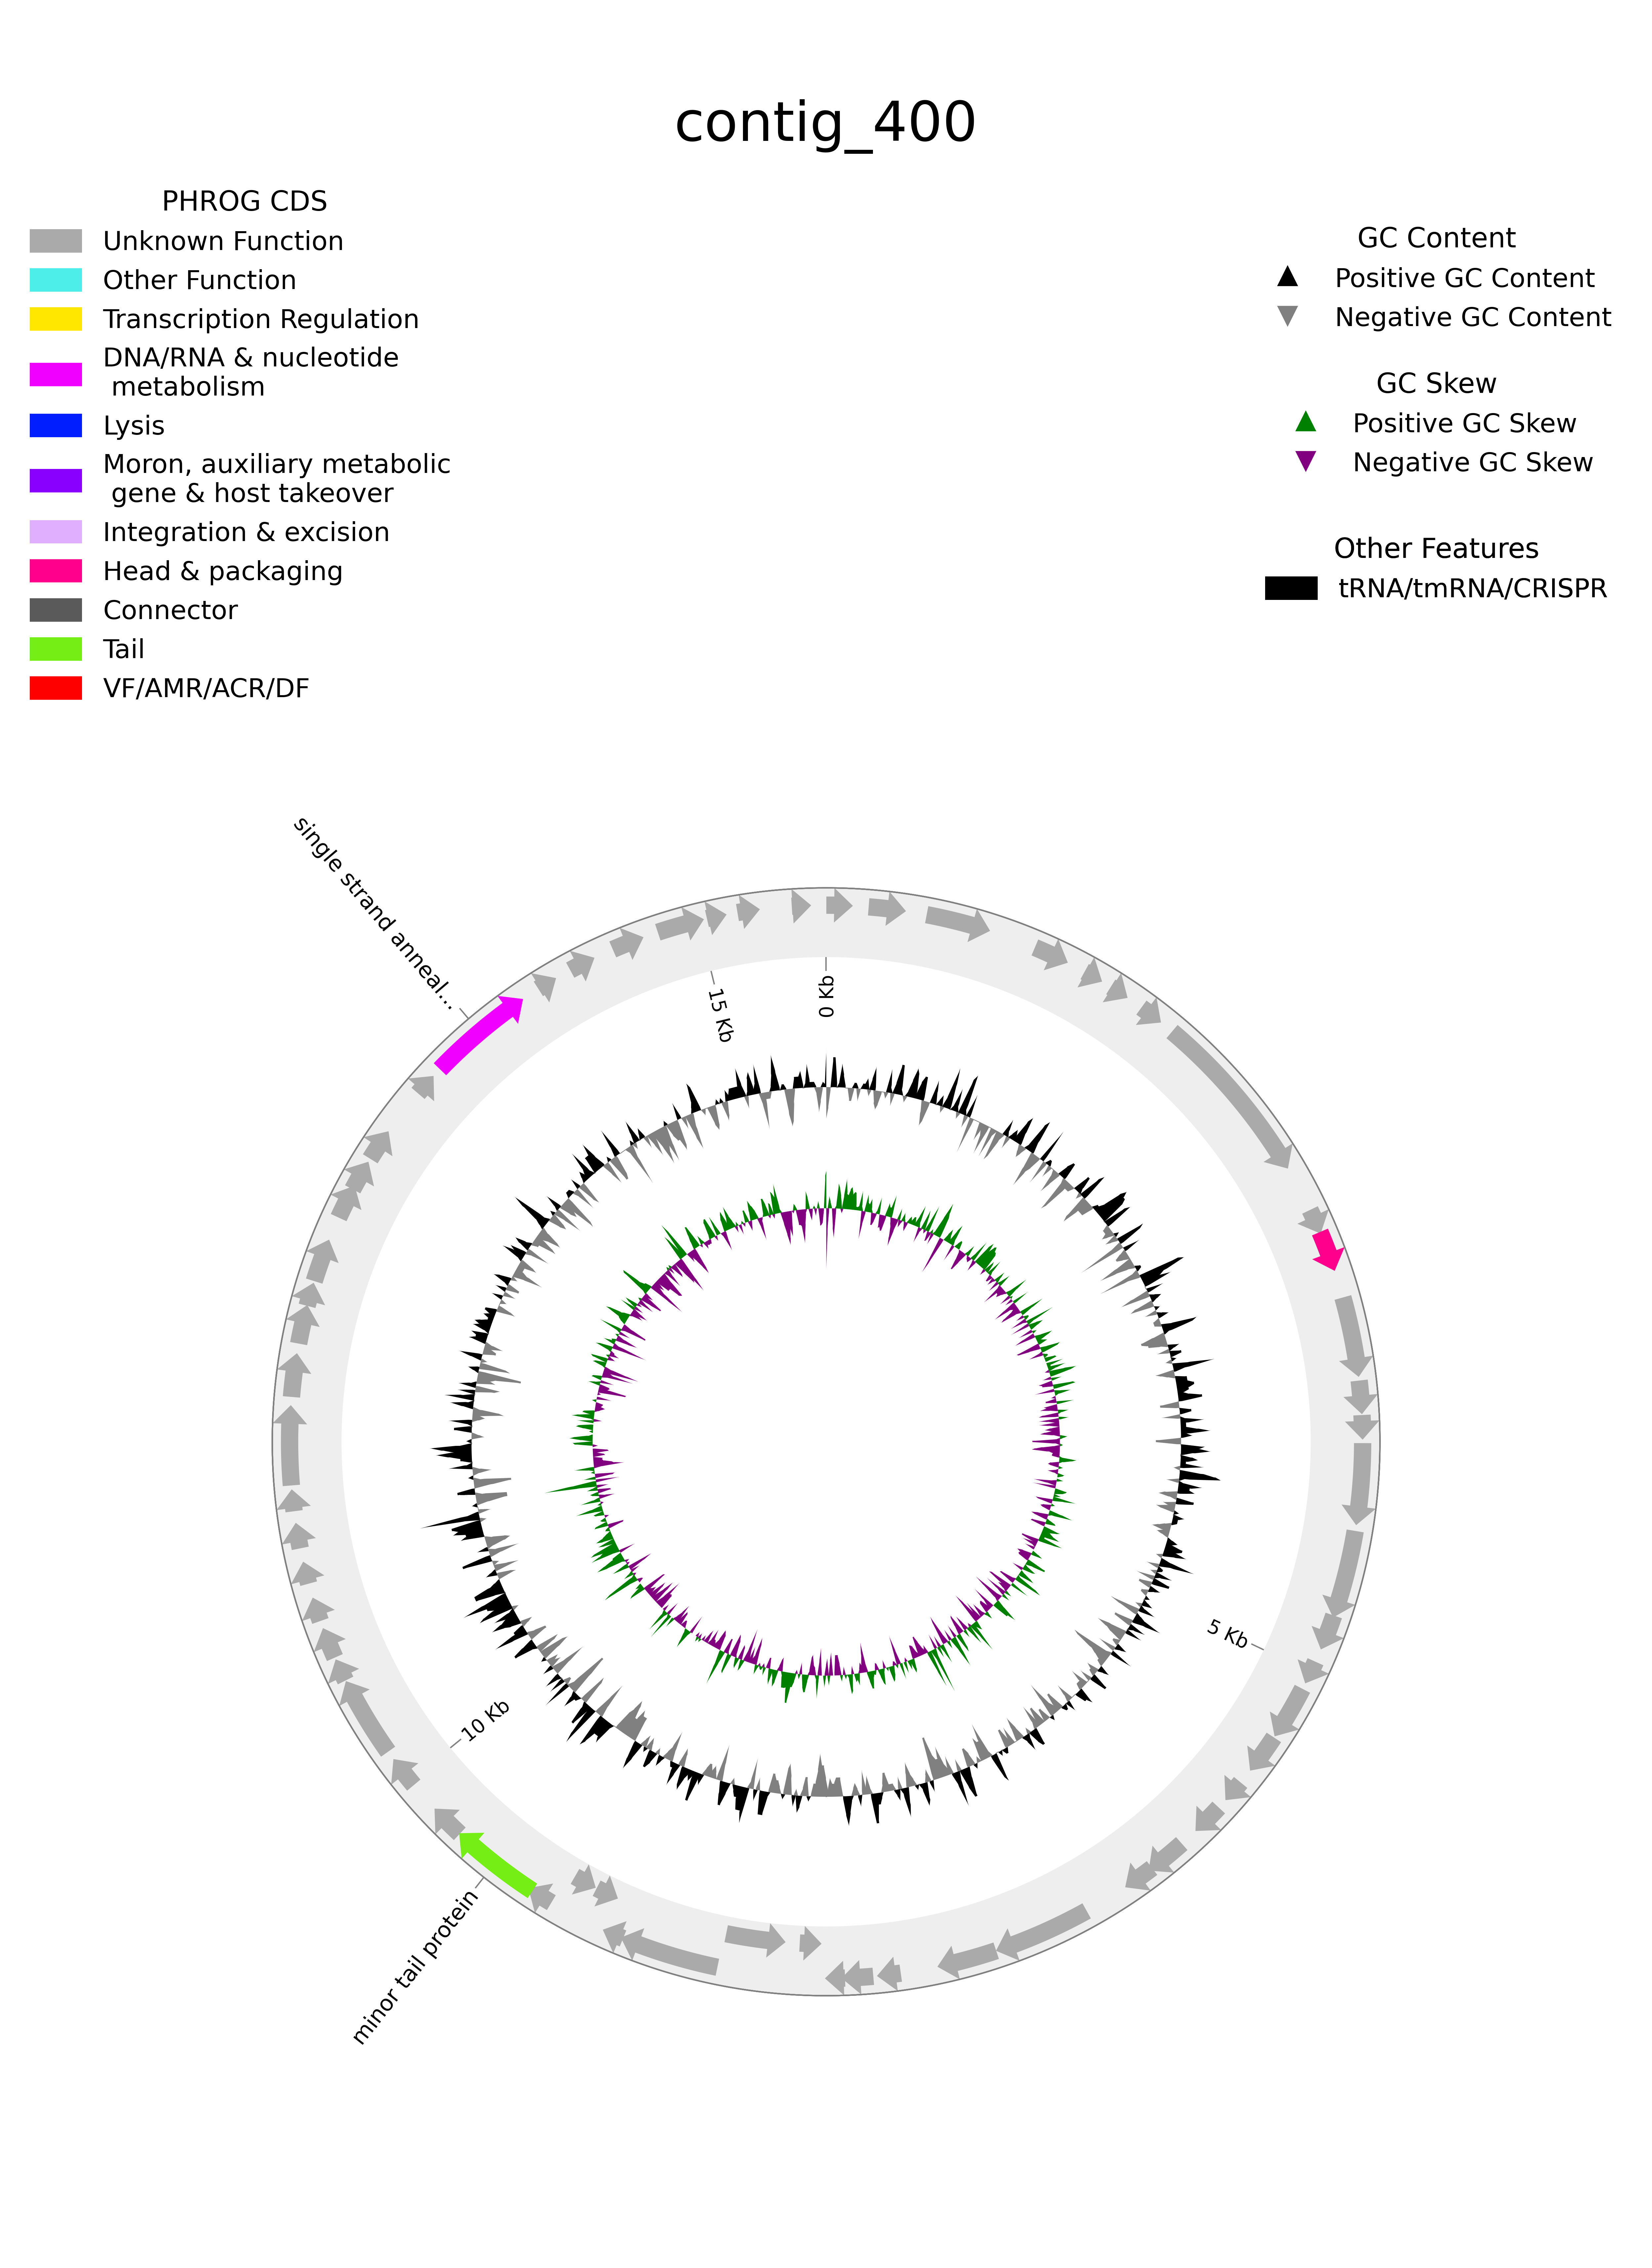 contig_400
PHROG CDS
Unknown Function
Other Function
Transcription Regulation
DNA/RNA & nucleotide
metabolism
Lysis
Moron, auxiliary metabolic
gene & host takeover
Integration & excision
Head & packaging
Connector
Tail
VF/AMR/ACR/DF
GC Content
Positive GC Content
Negative GC Content
GC Skew
Positive GC Skew
Negative GC Skew
Other Features
tRNA/tmRNA/CRISPR
single strand anneal...
15 Kb
0 Kb
5 Kb
10 Kb
minor tail protein